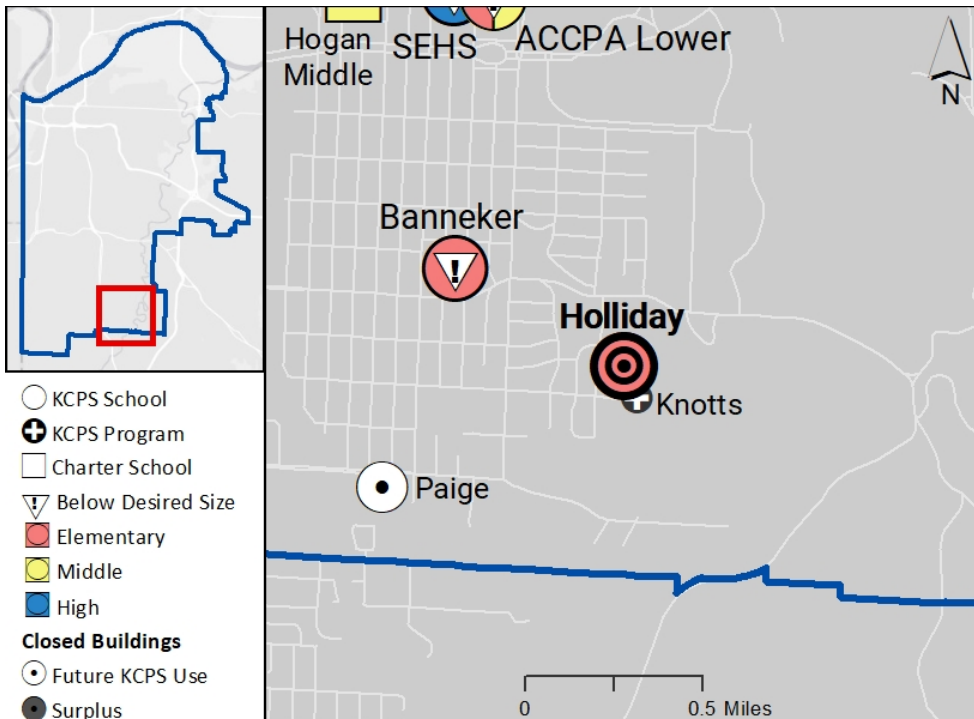 Hogan
Middle
SEHS
ACCPA Lower
N
Banneker
!
Holliday
Knotts
Paige
0
0.5 Miles
KCPS School
KCPS Program
Charter School
! Below Desired Size
Elementary
Middle
High
Closed Buildings
Future KCPS Use
Surplus